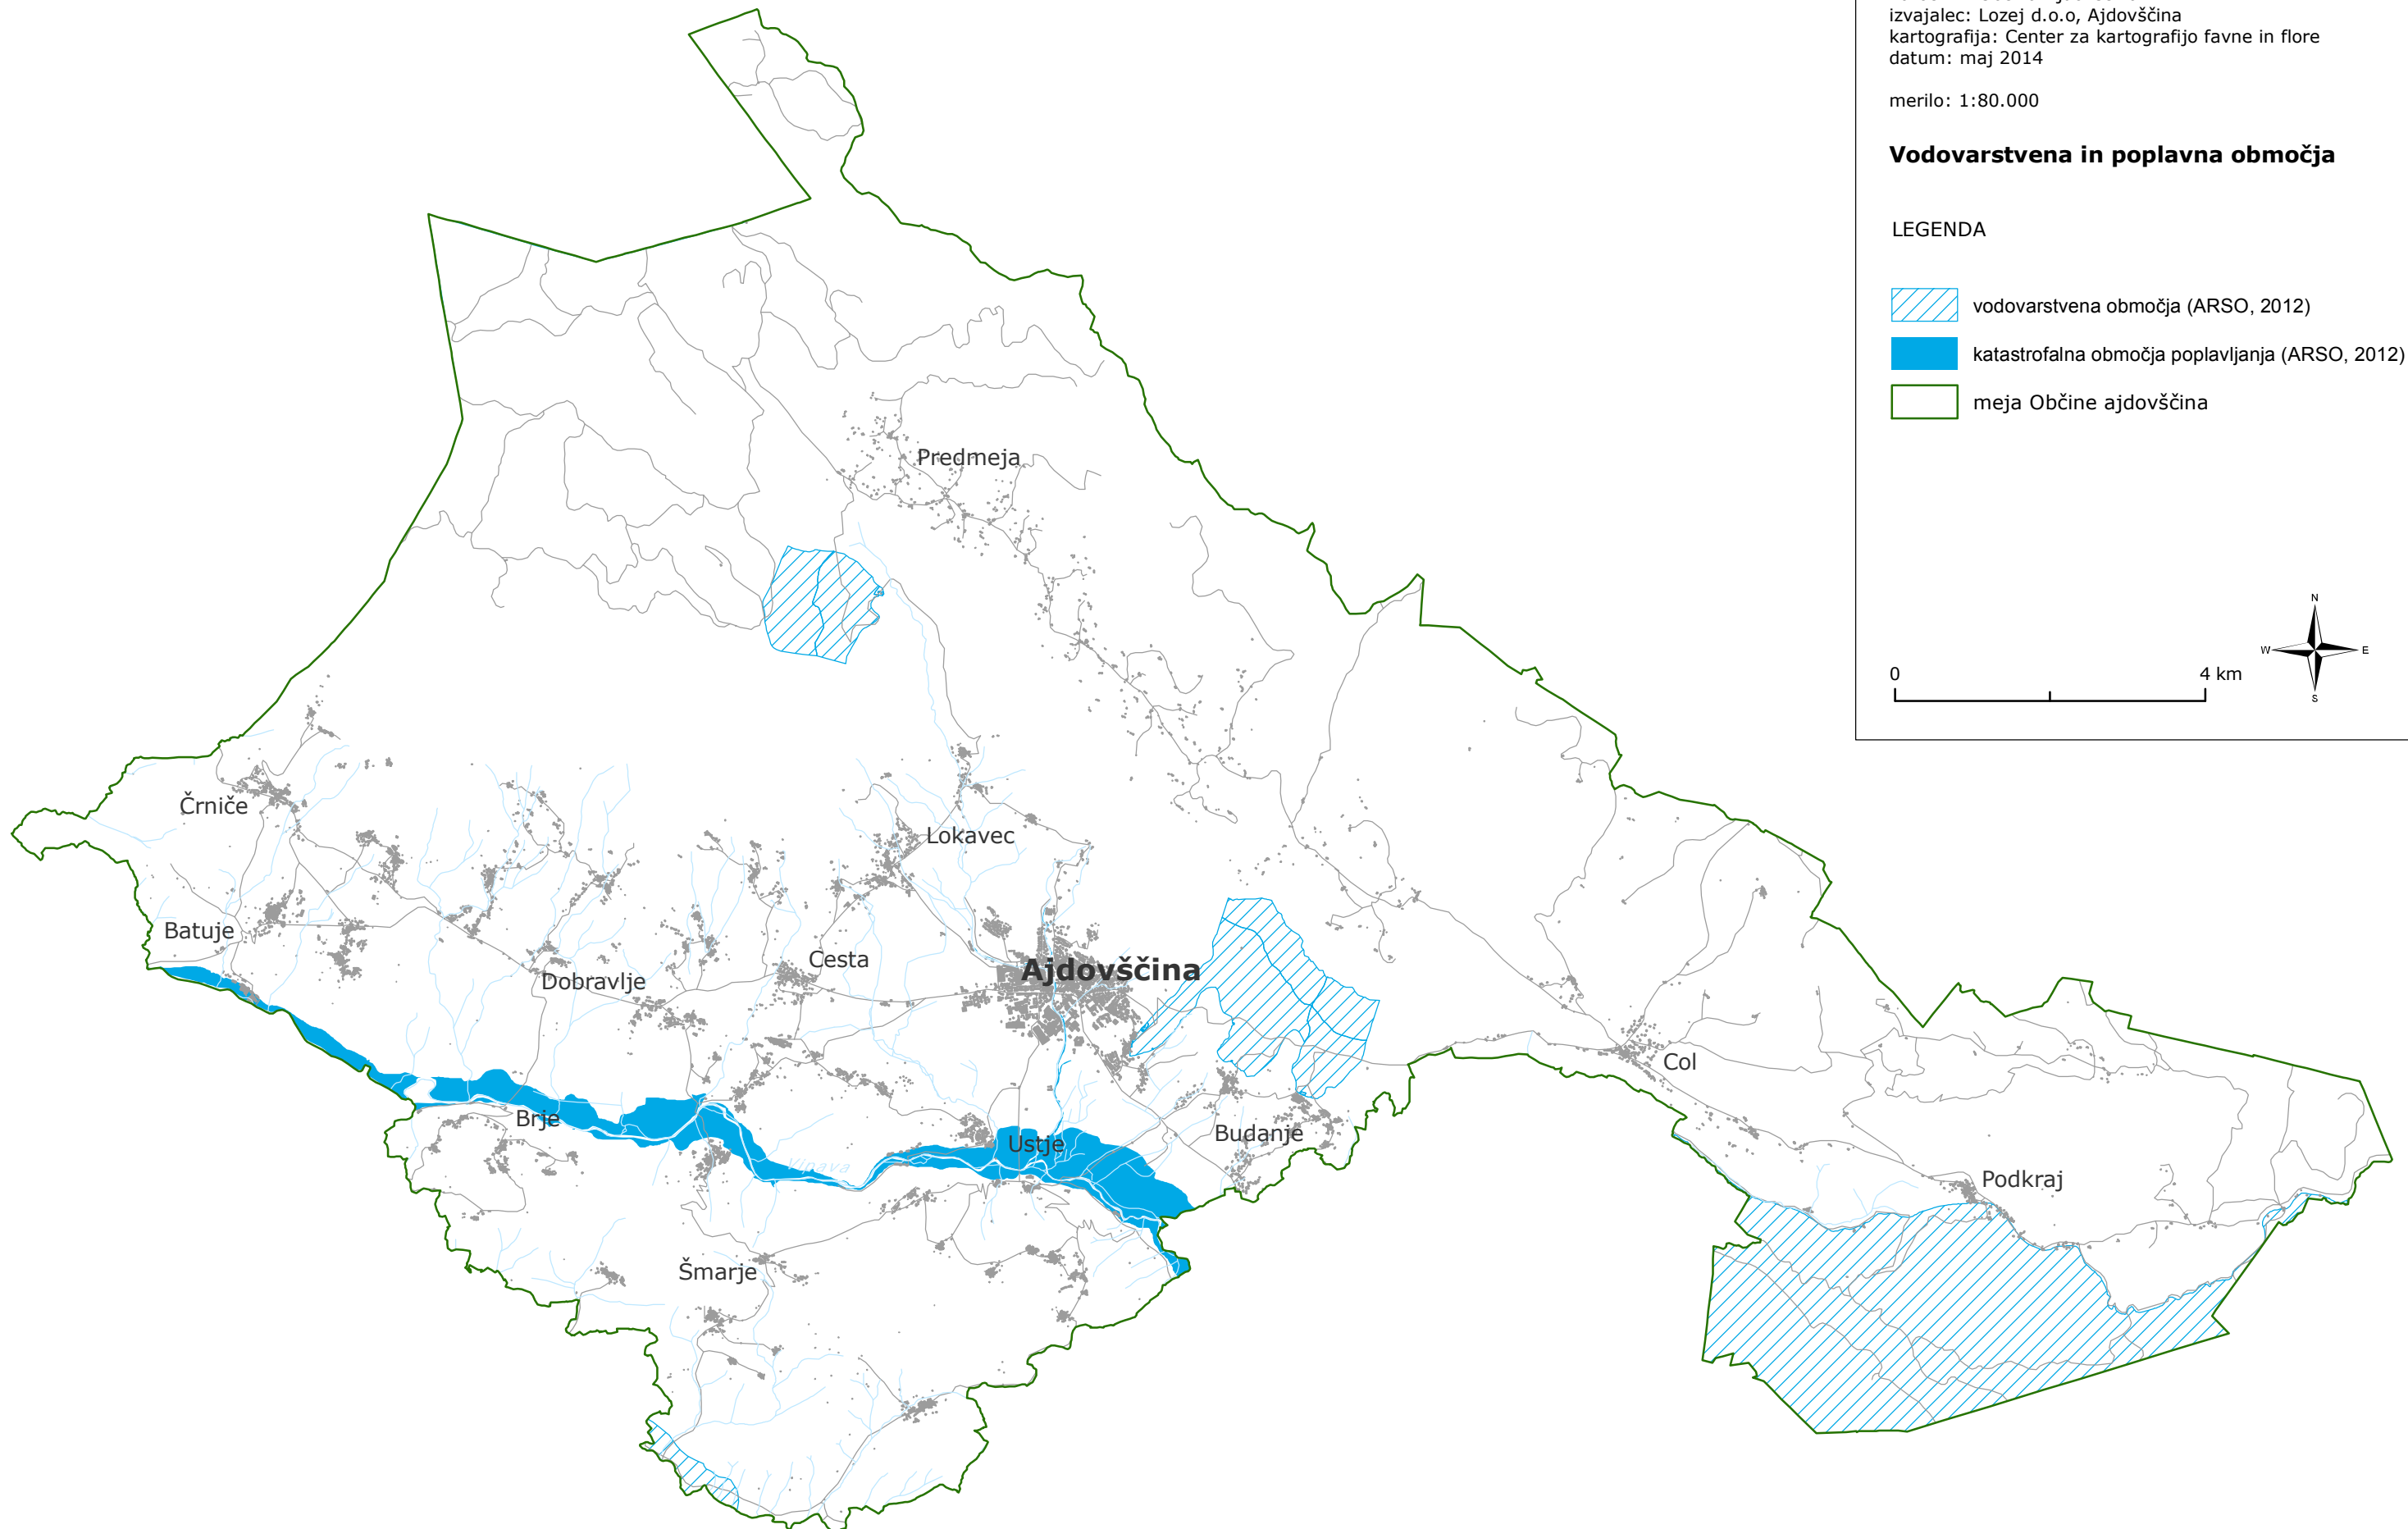 izvajalec: Lozej d.o.o, Ajdovščina
kartografija: Center za kartografijo favne in flore
datum: maj 2014
merilo: 1:80.000
Vodovarstvena in poplavna območja
LEGENDA
vodovarstvena območja (ARSO, 2012)
katastrofalna območja poplavljanja (ARSO, 2012)
meja Občine ajdovščina
N
W E
S
0 4 km
Predmeja
Črniče
Lokavec
Batuje
Cesta
Ajdovščina
Dobravlje
Col
Brje
Budanje
Ustje
Vipava
Podkraj
Šmarje